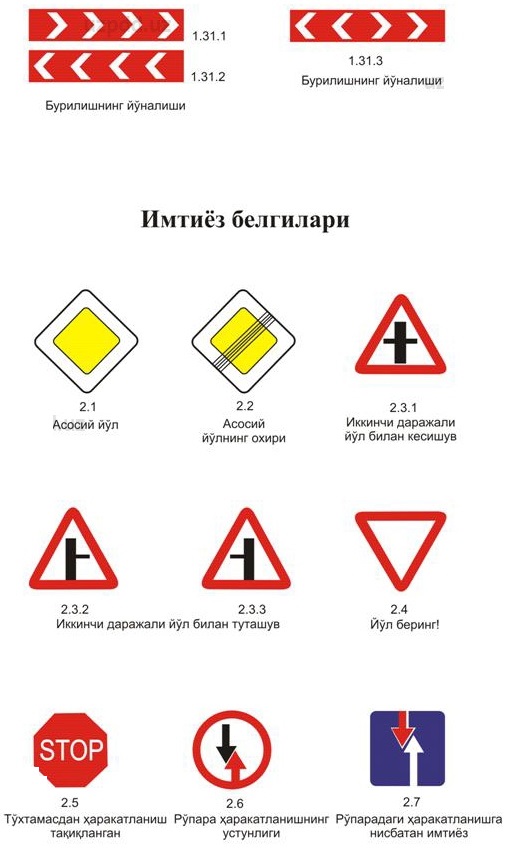 1.31.1
1.31.2
Бурилишнинг йўналиши
1.31.3
Бурилишнинг йўналиши
Имтиёз белгилари
2.1
Асосий йўл
2.2
Асосий
йўлнинг охири
2.3.1
Иккинчи даражали
йўл билан кесишув
2.3.2
2.3.3
Иккинчи даражали йўл билан туташув
2.4
Йўл беринг!
STOP
2.5
Тўхтамасдан ҳаракатланиш
тақиқланган
2.6
Рўпара ҳаракатланишнинг
устунлиги
2.7
Рўпарадаги ҳаракатланишга
нисбатан имтиёз